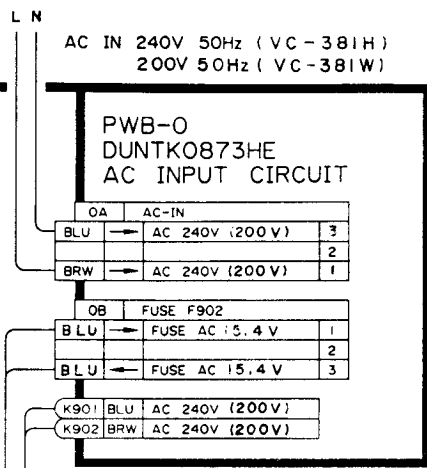 L N
AC IN 240V 50Hz (VC-381H)
200V 50Hz (VC-381W)
PWB-O
DUNTK0873HE
AC INPUT CIRCUIT
OA AC-IN
BLU → AC 240V (200V) 3
2
BRW → AC 240V (200V) 1
OB FUSE F902
BLU → FUSE AC 15.4V 1
2
BLU ← FUSE AC 15.4V 3
K901 BLU AC 240V (200V)
K902 BRW AC 240V (200V)